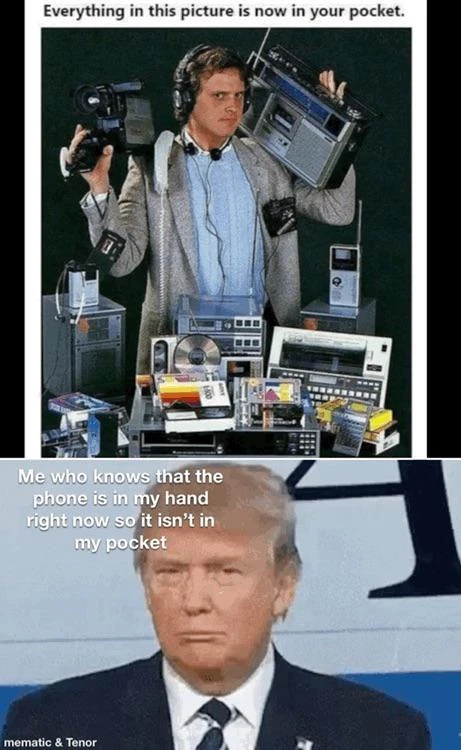 Everything in this picture is now in your pocket.
Me who knows that the
phone is in my hand
right now so it isn't in
my pocket
mematic & Tenor